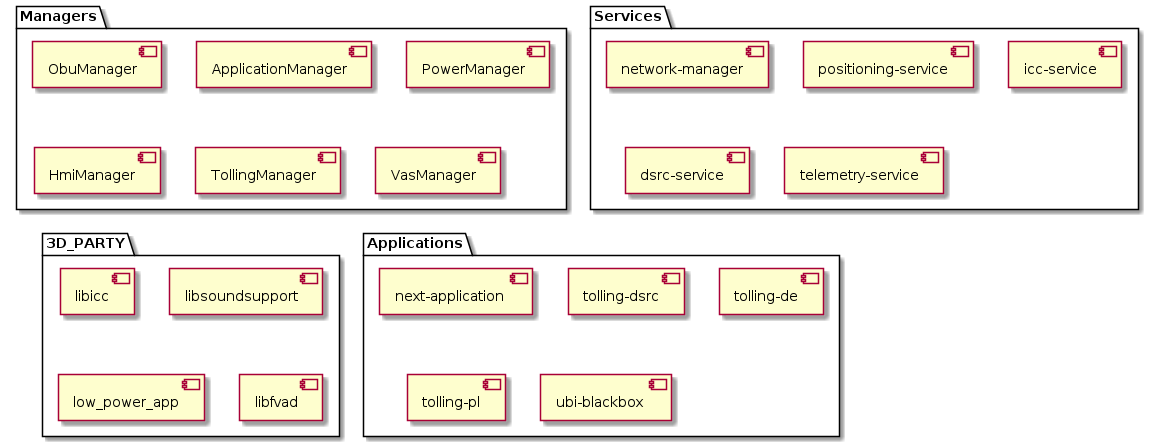 Managers
ObuManager
ApplicationManager
PowerManager
HmiManager
TollingManager
VasManager
Services
network-manager
positioning-service
icc-service
dsrc-service
telemetry-service
3D_PARTY
libicc
libsoundsupport
low_power_app
libfvad
Applications
next-application
tolling-dsrc
tolling-de
tolling-pl
ubi-blackbox